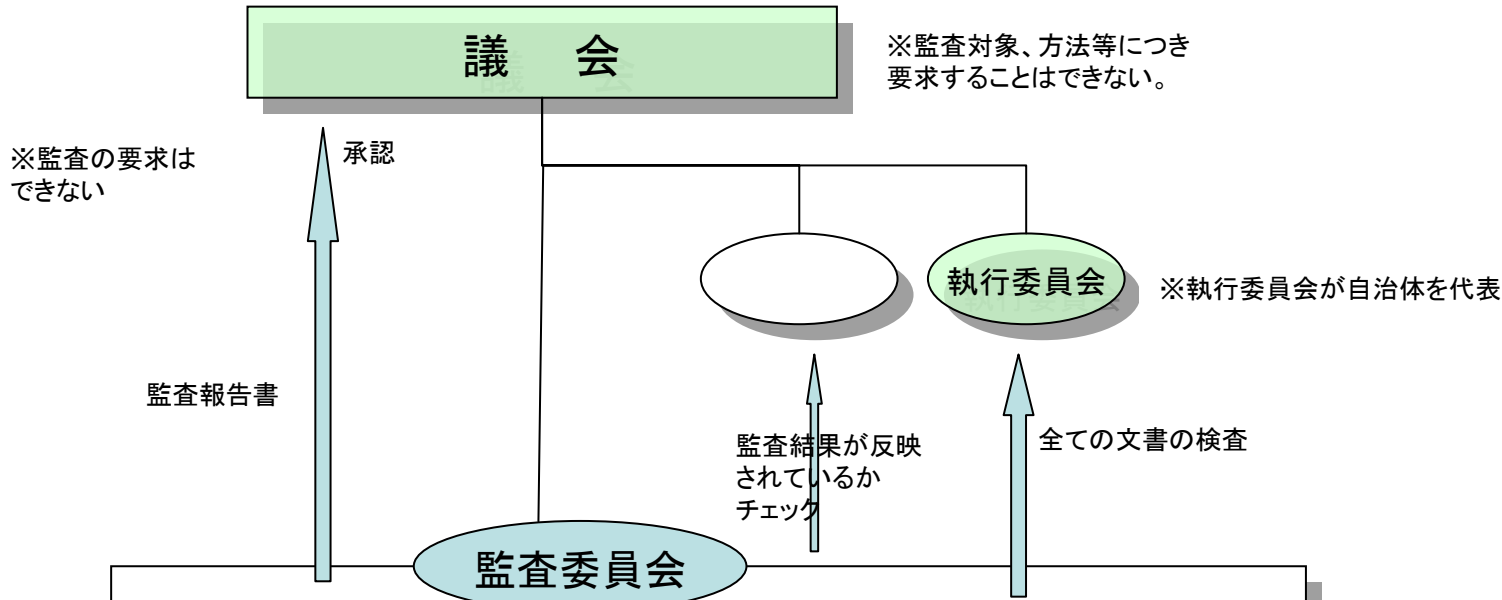 議　会
※監査対象、方法等につき
要求することはできない。
※監査の要求は
できない
承認
執行委員会
※執行委員会が自治体を代表
監査報告書
監査結果が反映
されているか
チェック
全ての文書の検査
監査委員会